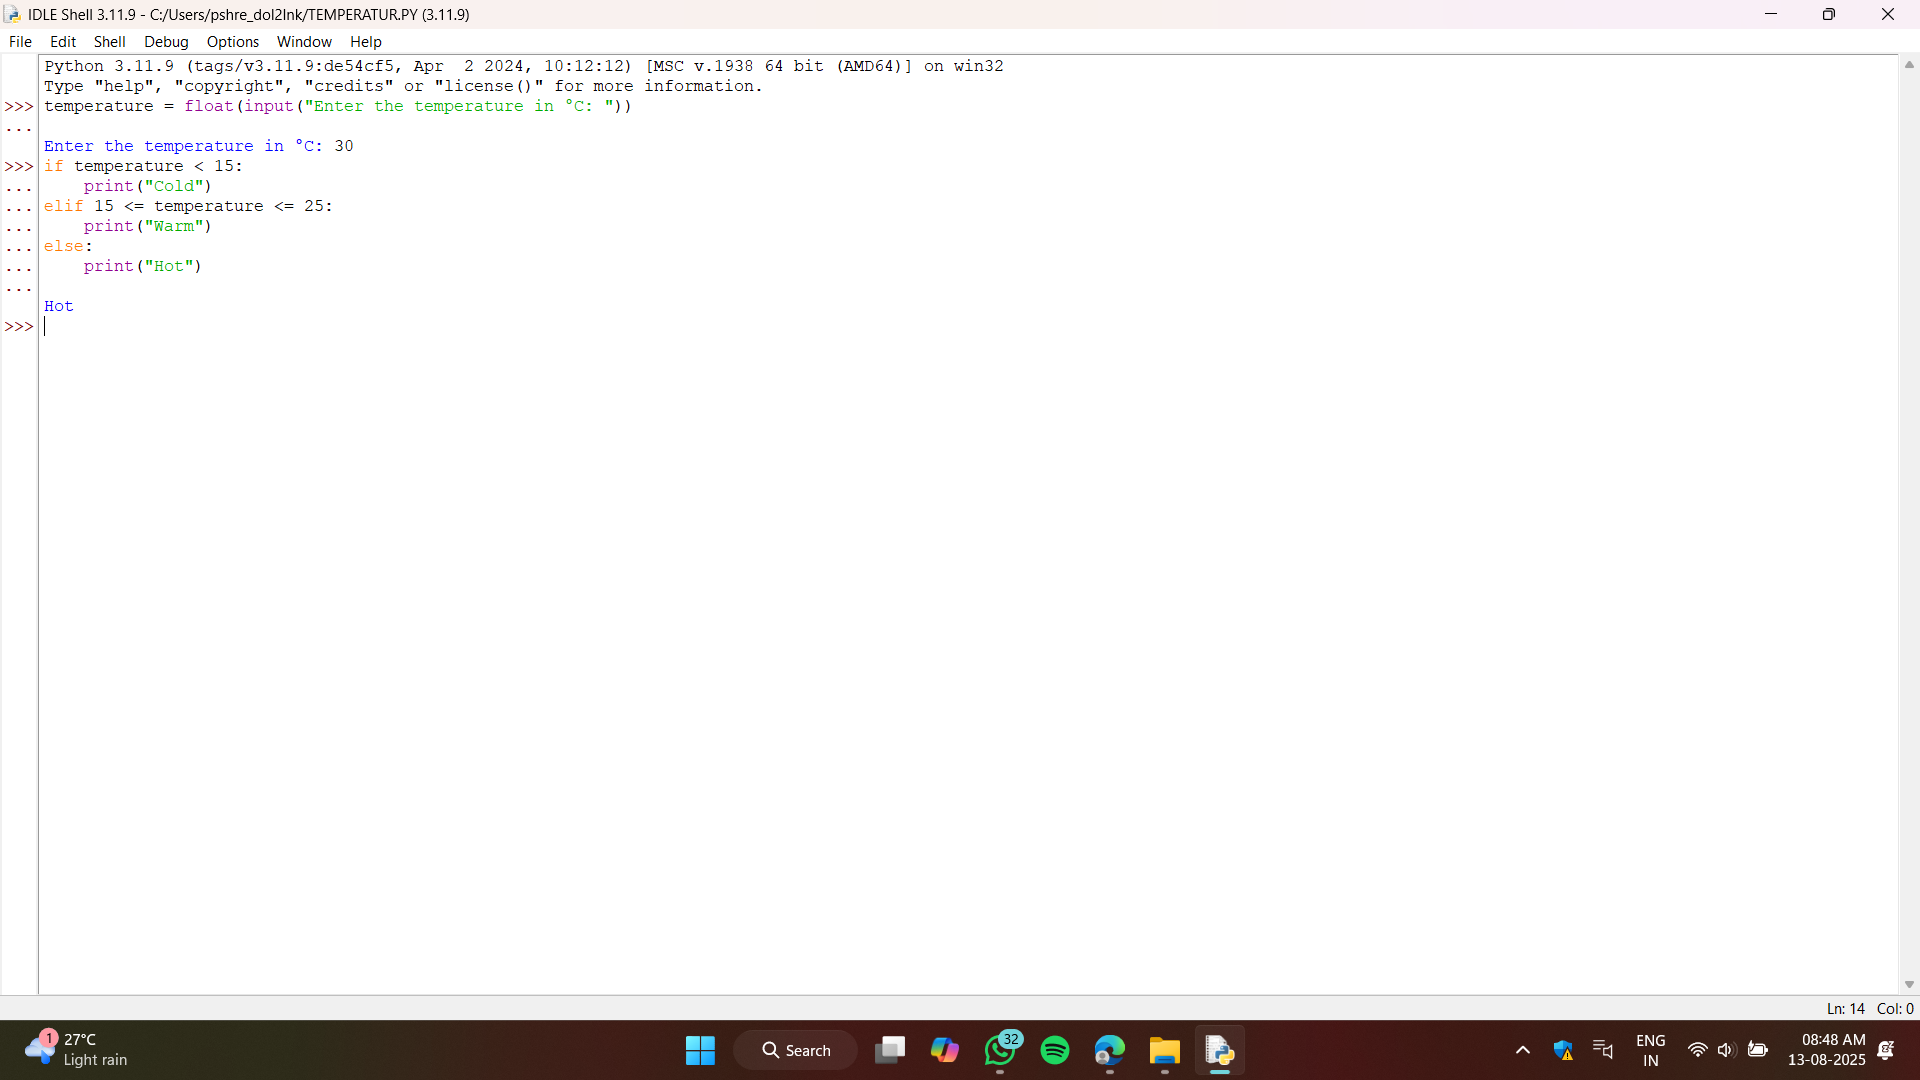 IDLE Shell 3.11.9 - C:/Users/pshre_dol2lnk/TEMPERATUR.PY (3.11.9)
File Edit Shell Debug Options Window Help
Python 3.11.9 (tags/v3.11.9:de54cf5, Apr  2 2024, 10:12:12) [MSC v.1938 64 bit (AMD64)] on win32
Type "help", "copyright", "credits" or "license()" for more information.
>>> temperature = float(input("Enter the temperature in °C: "))
...
Enter the temperature in °C: 30
>>> if temperature < 15:
...     print("Cold")
... elif 15 <= temperature <= 25:
...     print("Warm")
... else:
...     print("Hot")
...
Hot
>>>
Ln: 14 Col: 0
1
27°C
Light rain
Search
32
ENG
IN
08:48 AM
13-08-2025